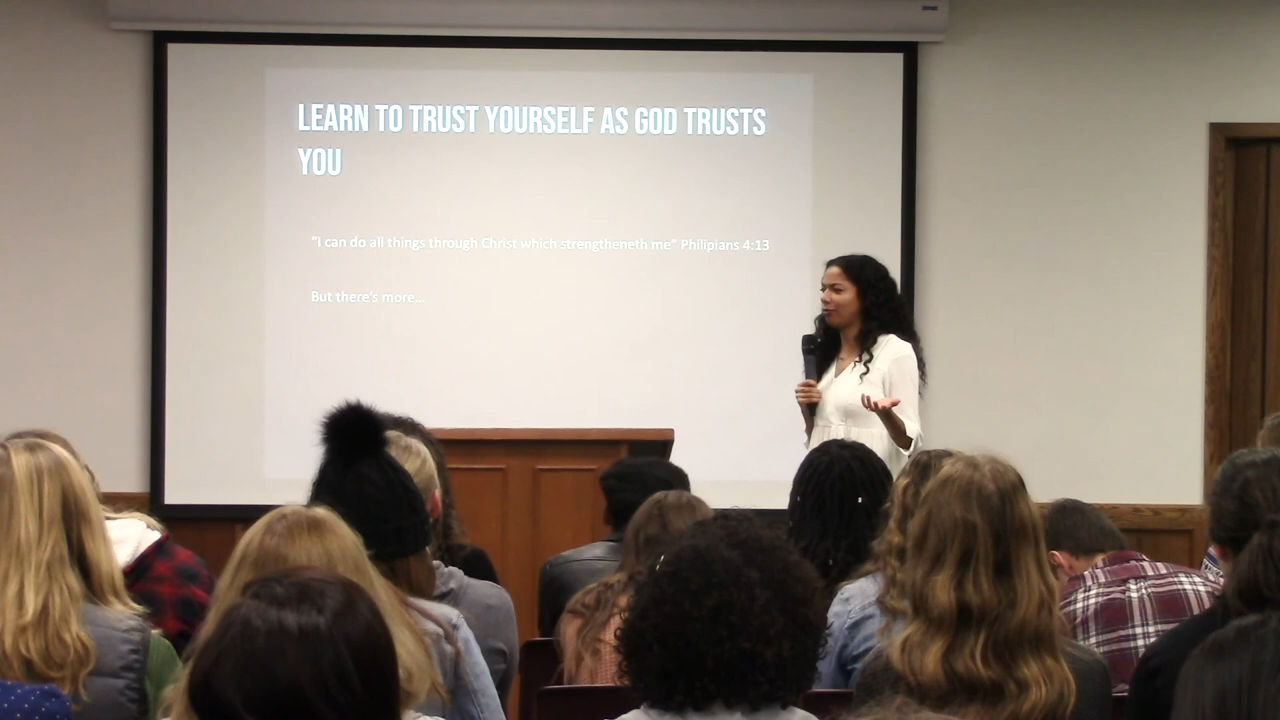 LEARN TO TRUST YOURSELF AS GOD TRUSTS
YOU
"I can do all things through Christ which strengtheneth me" Philipians 4:13
But there's more...